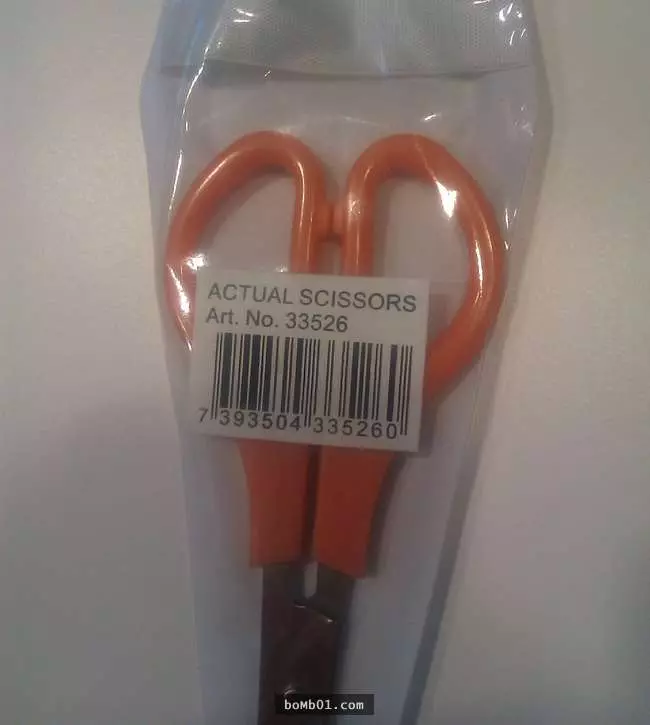 ACTUAL SCISSORS
Art. No. 33526
7 393504 335260
boMb01.com